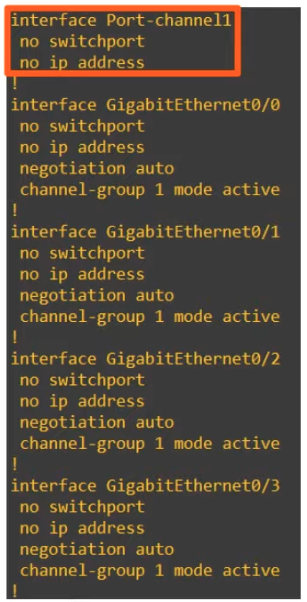 interface Port-channel1
no switchport
no ip address
!
interface GigabitEthernet0/0
no switchport
no ip address
negotiation auto
channel-group 1 mode active
!
interface GigabitEthernet0/1
no switchport
no ip address
negotiation auto
channel-group 1 mode active
!
interface GigabitEthernet0/2
no switchport
no ip address
negotiation auto
channel-group 1 mode active
!
interface GigabitEthernet0/3
no switchport
no ip address
negotiation auto
channel-group 1 mode active
!